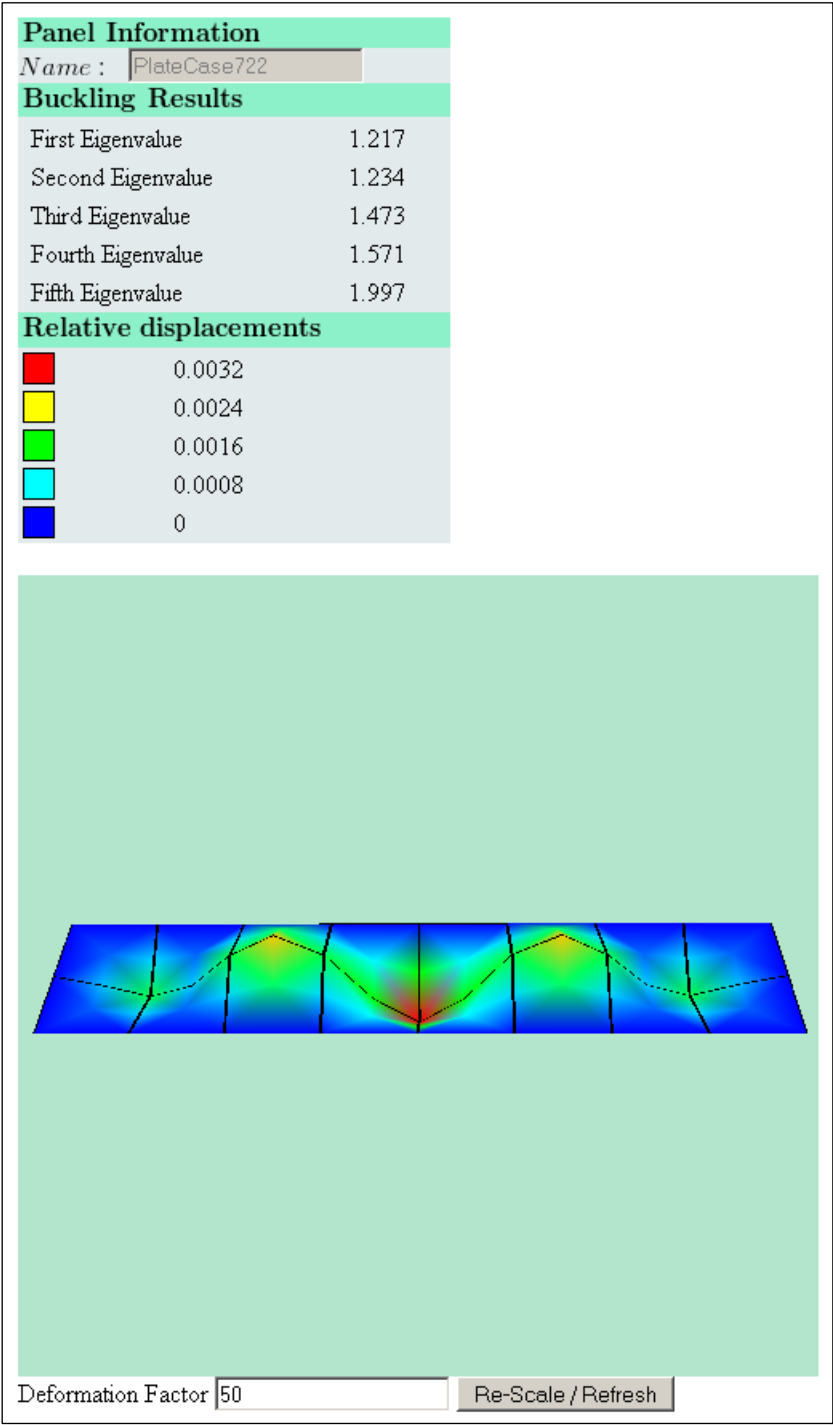 Panel Information
Name : PlateCase722
Buckling Results
First Eigenvalue 1.217
Second Eigenvalue 1.234
Third Eigenvalue 1.473
Fourth Eigenvalue 1.571
Fifth Eigenvalue 1.997
Relative displacements
0.0032
0.0024
0.0016
0.0008
0
Deformation Factor 50 Re-Scale / Refresh